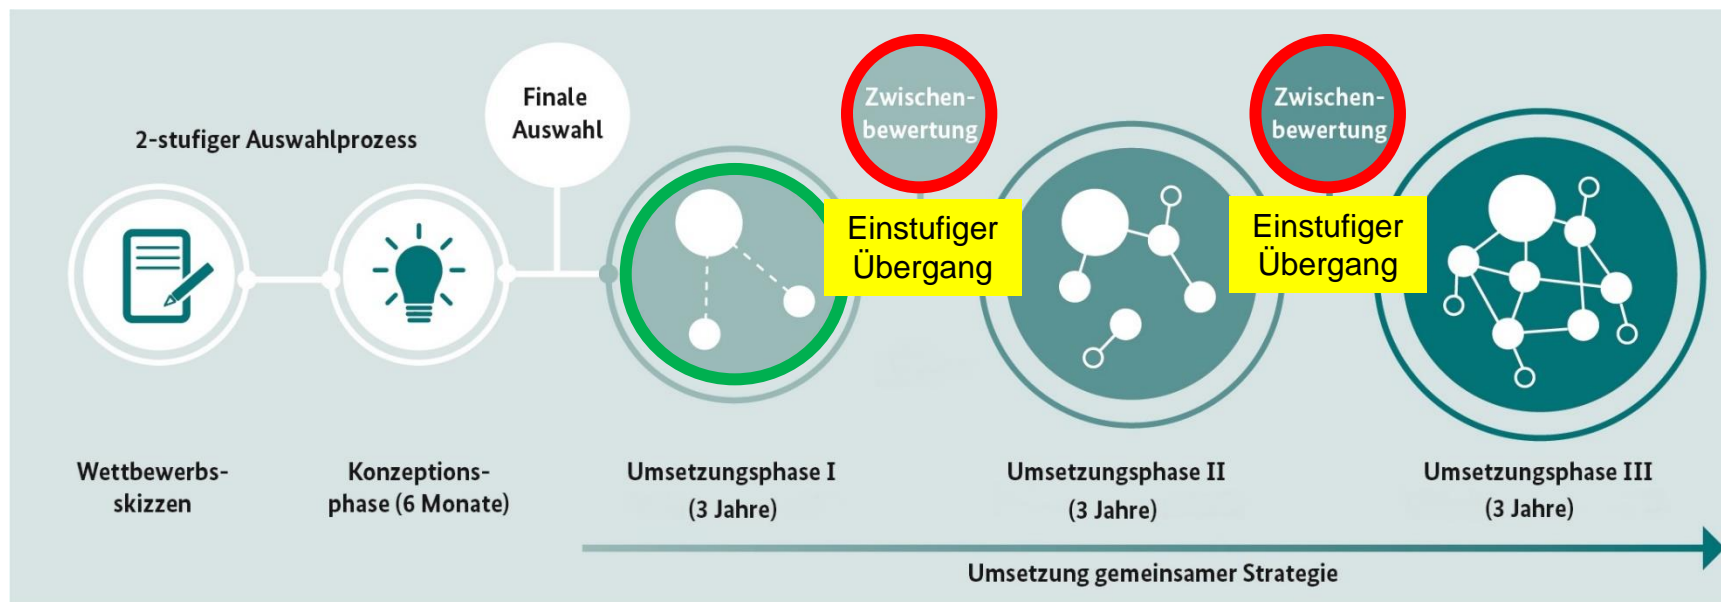 2-stufiger Auswahlprozess
Finale
Auswahl
Zwischen-
bewertung
Zwischen-
bewertung
Einstufiger
Übergang
Einstufiger
Übergang
Wettbewerbs-
skizzen
Konzeptions-
phase (6 Monate)
Umsetzungsphase I
(3 Jahre)
Umsetzungsphase II
(3 Jahre)
Umsetzungsphase III
(3 Jahre)
Umsetzung gemeinsamer Strategie